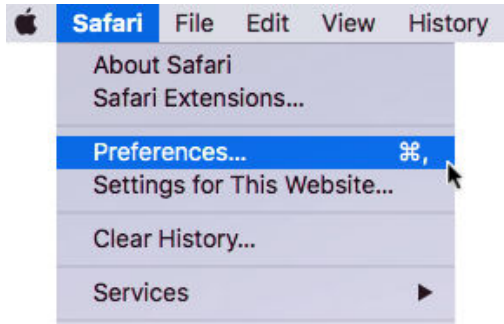 Safari File Edit View History
About Safari
Safari Extensions...
Preferences... ⌘,
Settings for This Website...
Clear History...
Services